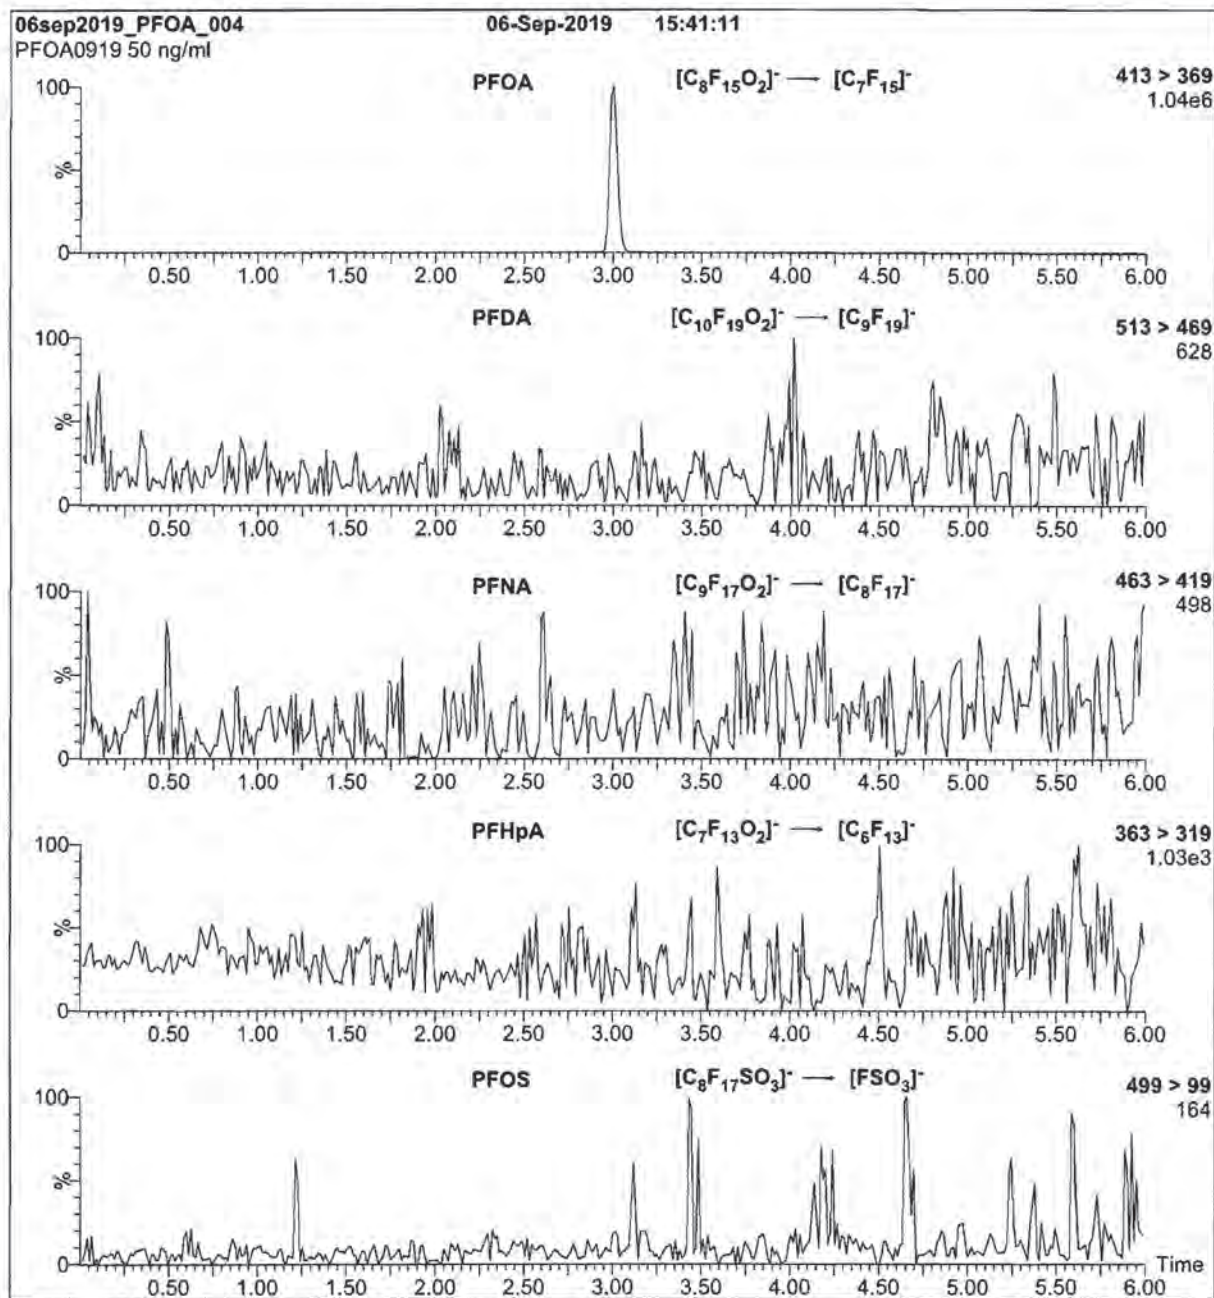 06sep2019_PFOA_004 06-Sep-2019 15:41:11
PFOA0919 50 ng/ml
PFOA [C₈F₁₅O₂]⁻ → [C₇F₁₅]⁻ 413 > 369
1.04e6
100
%
0
0.50 1.00 1.50 2.00 2.50 3.00 3.50 4.00 4.50 5.00 5.50 6.00
PFDA [C₁₀F₁₉O₂]⁻ → [C₉F₁₉]⁻ 513 > 469
628
100
%
0
0.50 1.00 1.50 2.00 2.50 3.00 3.50 4.00 4.50 5.00 5.50 6.00
PFNA [C₉F₁₇O₂]⁻ → [C₈F₁₇]⁻ 463 > 419
498
100
%
0
0.50 1.00 1.50 2.00 2.50 3.00 3.50 4.00 4.50 5.00 5.50 6.00
PFHpA [C₇F₁₃O₂]⁻ → [C₆F₁₃]⁻ 363 > 319
1.03e3
100
%
0
0.50 1.00 1.50 2.00 2.50 3.00 3.50 4.00 4.50 5.00 5.50 6.00
PFOS [C₈F₁₇SO₃]⁻ → [FSO₃]⁻ 499 > 99
164
100
%
0
Time
0.50 1.00 1.50 2.00 2.50 3.00 3.50 4.00 4.50 5.00 5.50 6.00